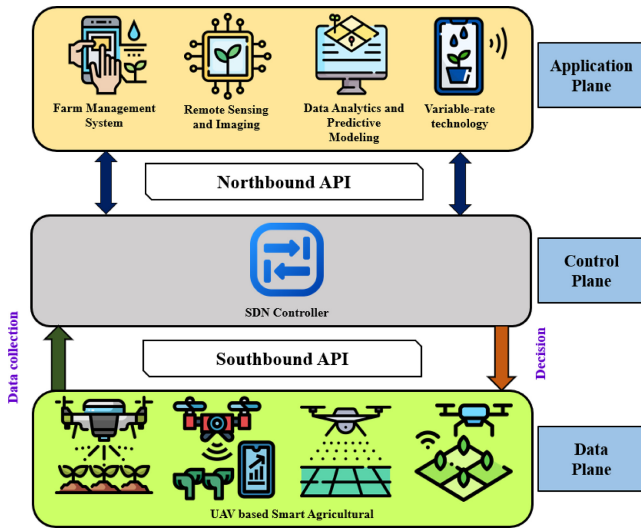 Farm Management
System
Remote Sensing
and Imaging
Data Analytics and
Predictive
Modeling
Variable-rate
technology
Application
Plane
Northbound API
SDN Controller
Control
Plane
Data collection
Southbound API
Decision
UAV based Smart Agricultural
Data
Plane